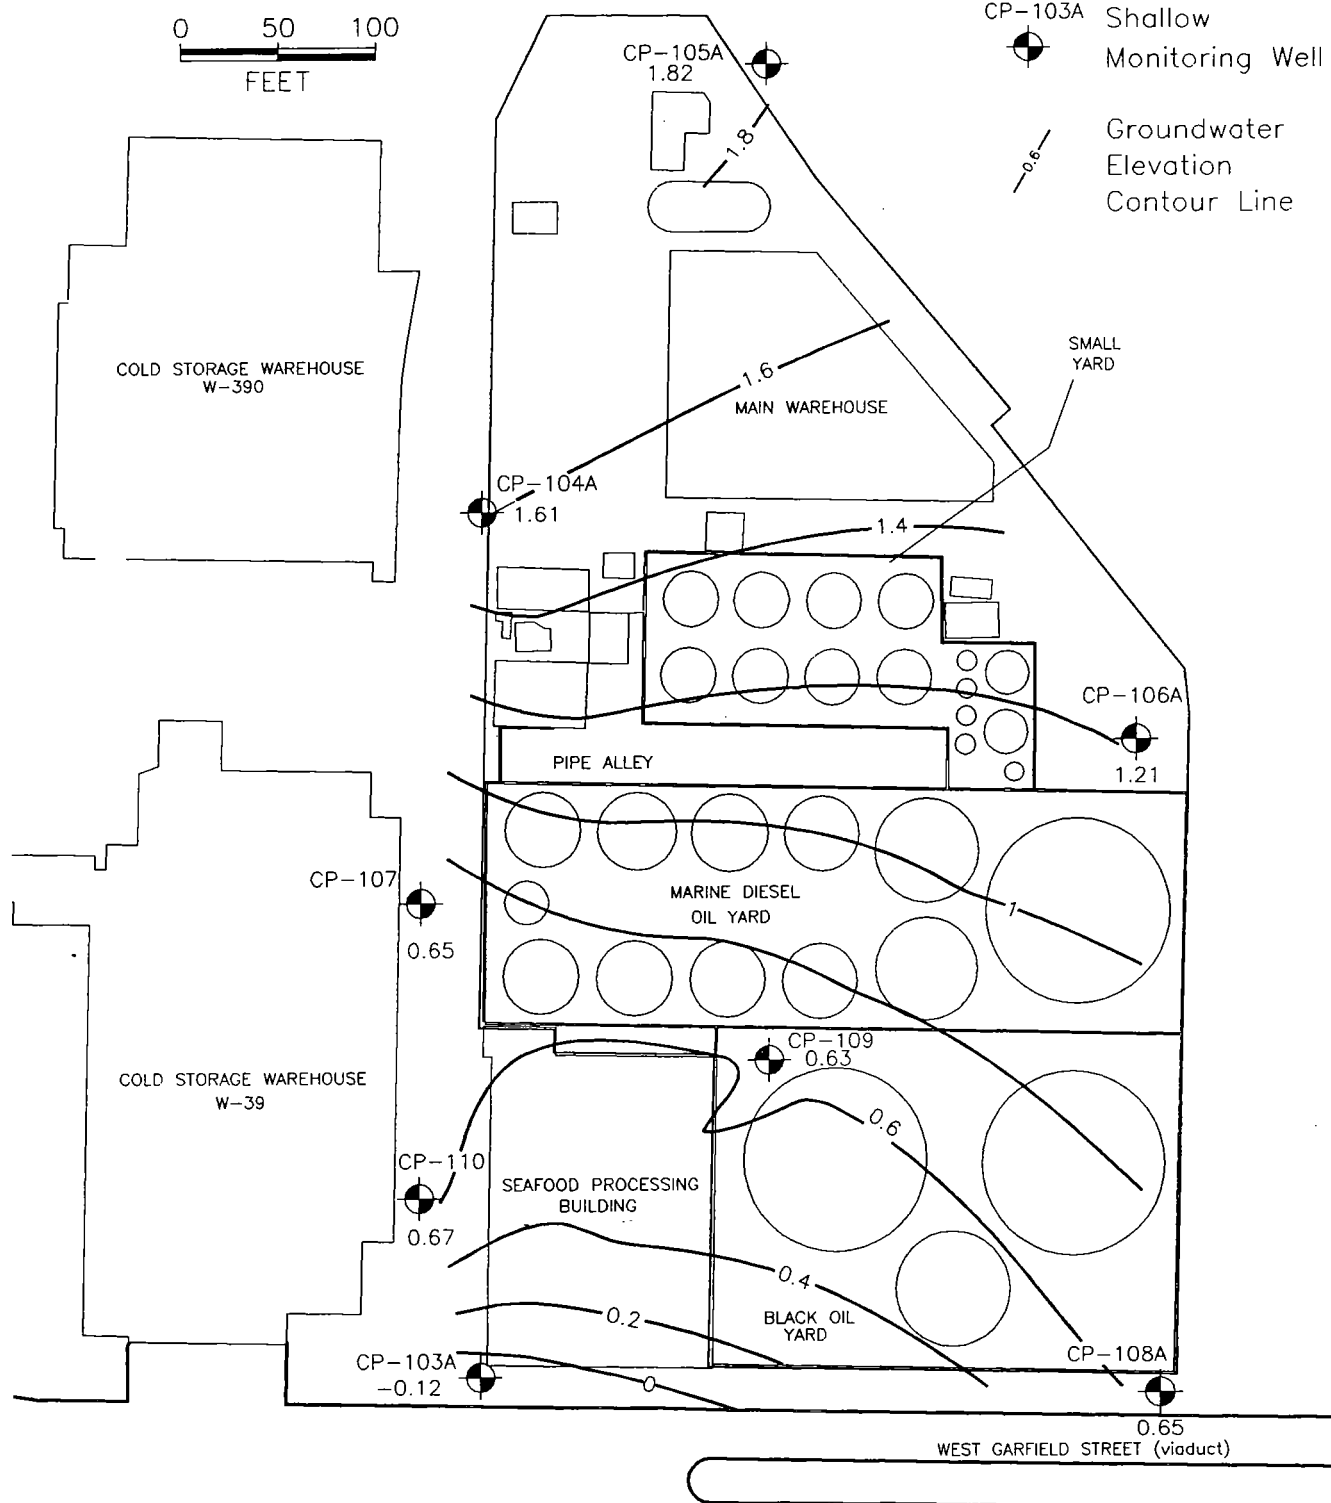 0 50 100
FEET
CP-103A Shallow
Monitoring Well
Groundwater
0.6 Elevation
Contour Line
CP-105A
1.82
1.8
COLD STORAGE WAREHOUSE
W-390
SMALL
YARD
1.6
MAIN WAREHOUSE
CP-104A
1.61
1.4
CP-106A
1.21
PIPE ALLEY
CP-107
0.65
MARINE DIESEL
OIL YARD
1
CP-109
0.63
COLD STORAGE WAREHOUSE
W-39
0.6
CP-110
0.67
SEAFOOD PROCESSING
BUILDING
0.4
0.2
BLACK OIL
YARD
CP-103A
-0.12
0
CP-108A
0.65
WEST GARFIELD STREET (viaduct)